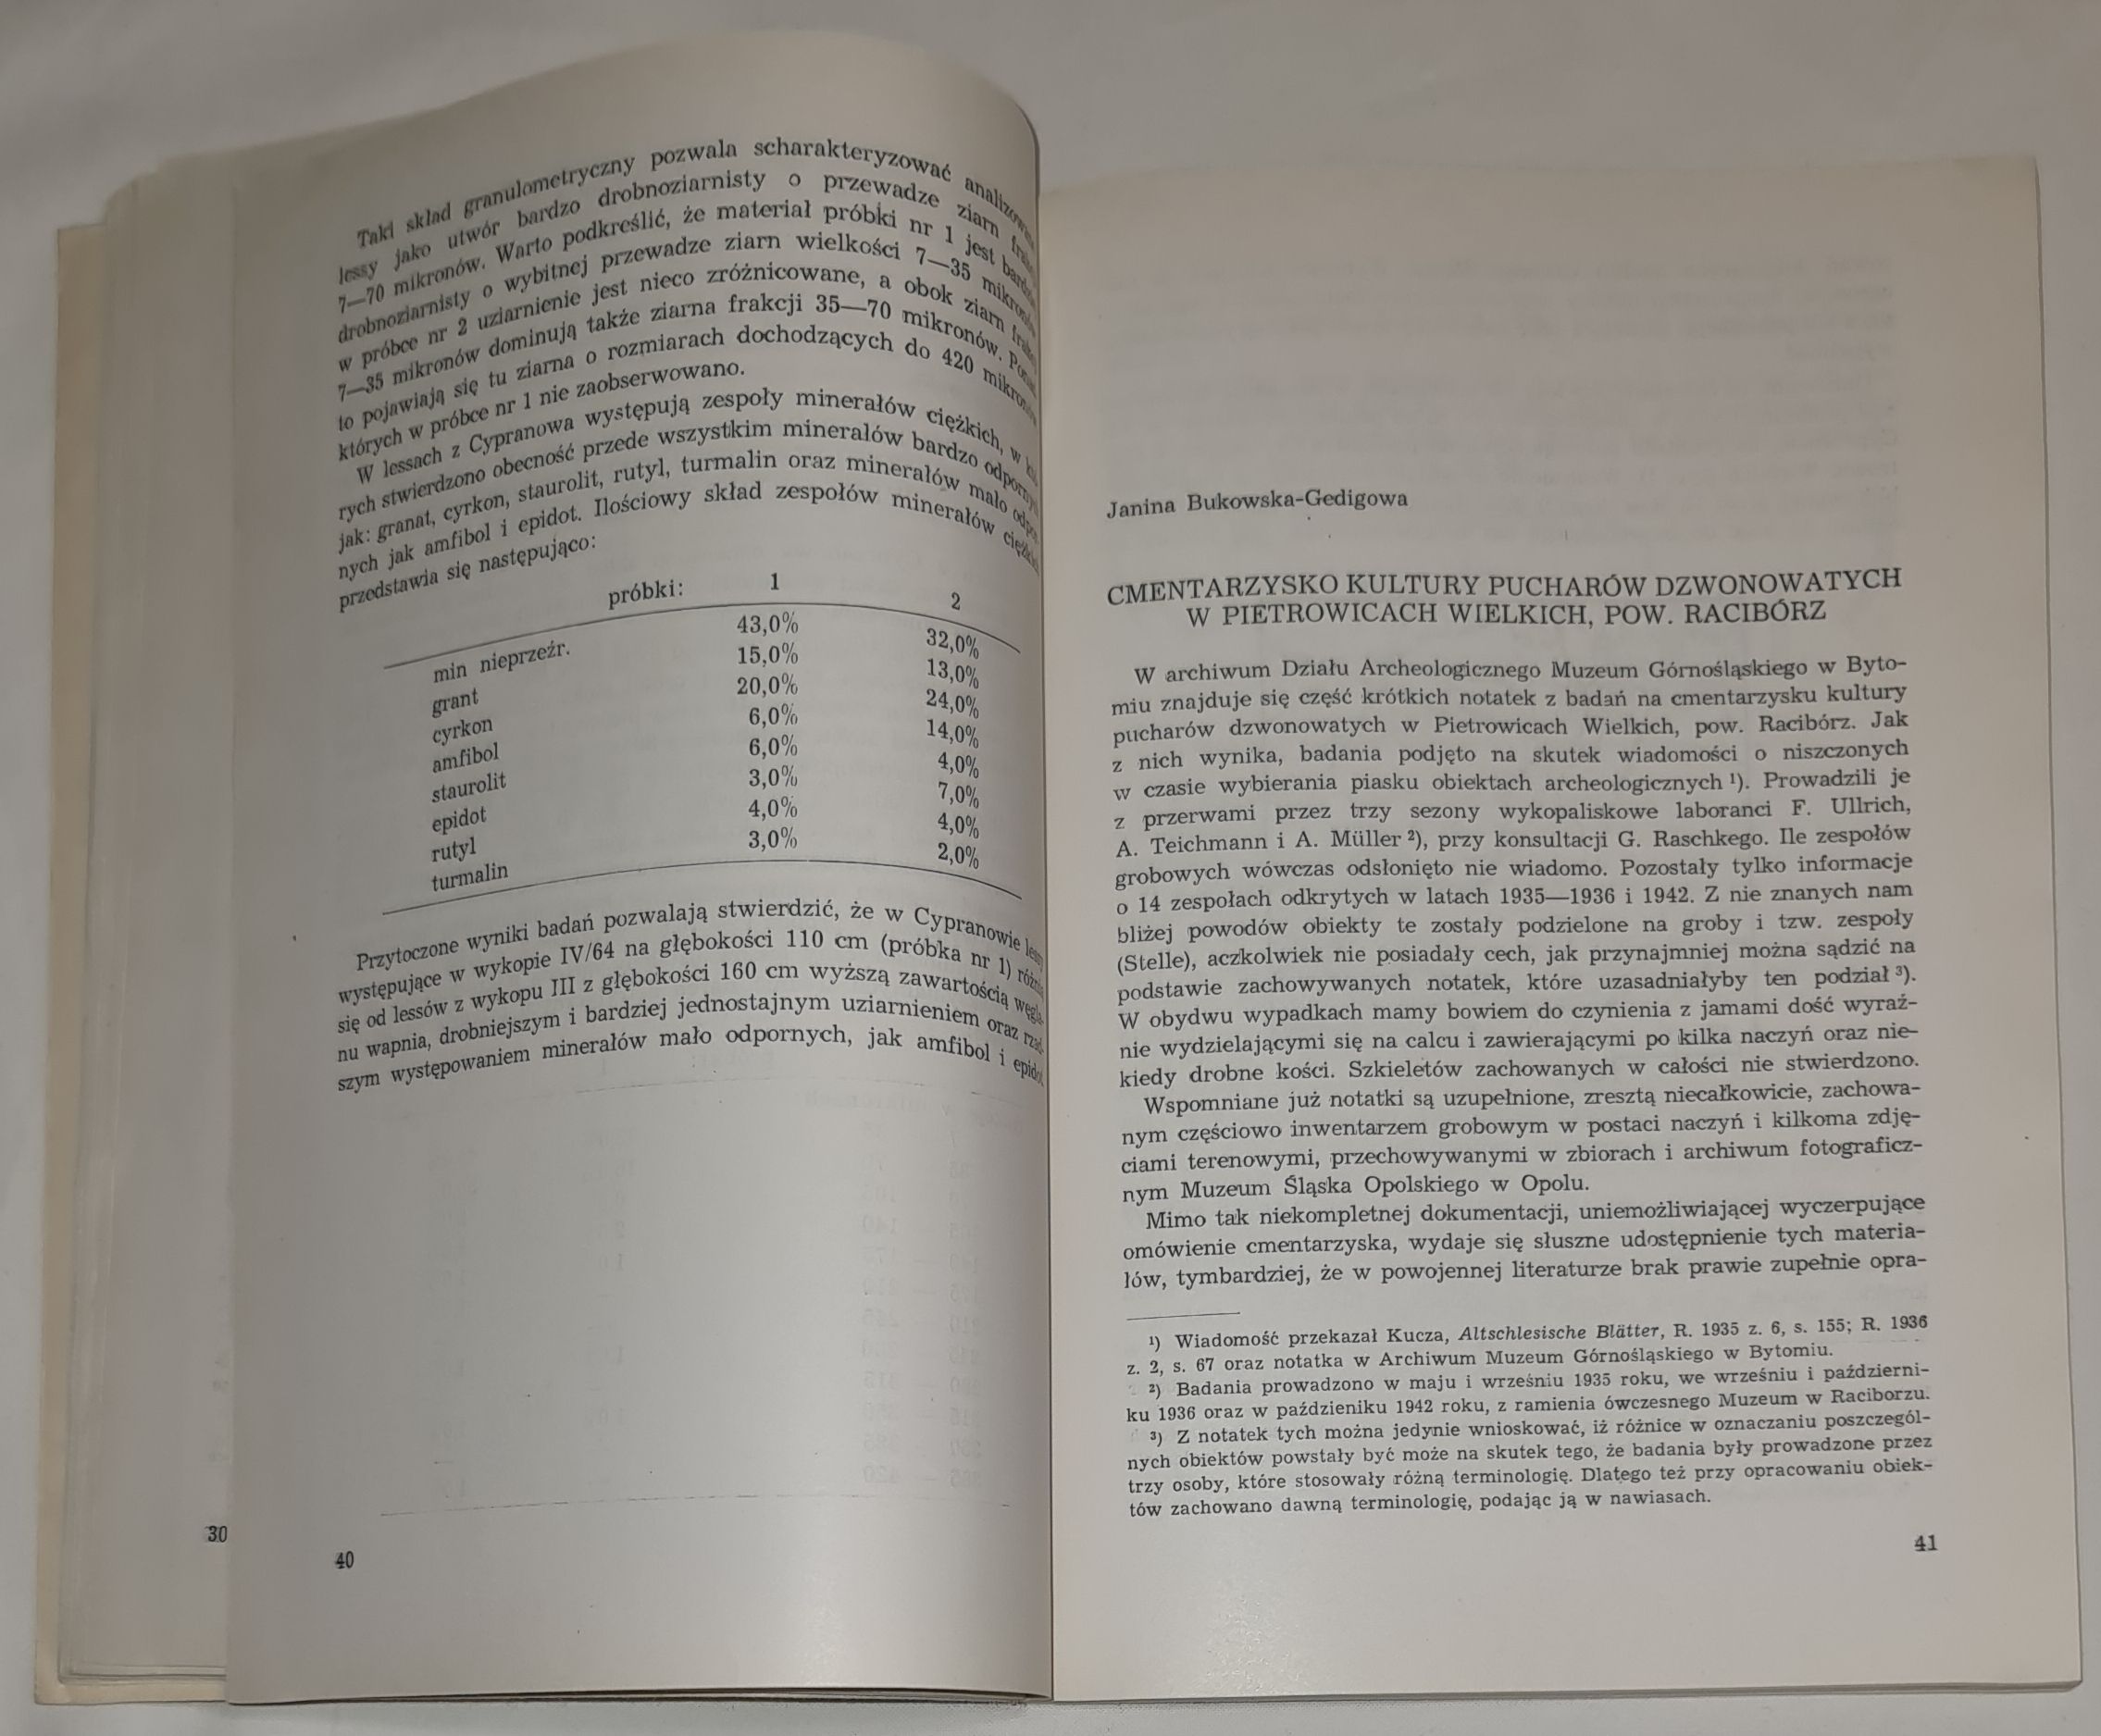 Taki skład granulometryczny pozwala scharakteryzować
lessy jako utwór bardzo drobnoziarnisty o przewadze ziarn
7—70 mikronów. Warto podkreślić, że materiał próbki nr 1 jest
drobnoziarnisty o wybitnej przewadze ziarn wielkości 7—35 mikronów
w próbce nr 2 uziarnienie jest nieco zróżnicowane, a obok ziarn
7—35 mikronów dominują także ziarna frakcji 35—70 mikronów.
to pojawiają się tu ziarna o rozmiarach dochodzących do 420
których w próbce nr 1 nie zaobserwowano.
W lessach z Cypranowa występują zespoły minerałów ciężkich, w
rych stwierdzono obecność przede wszystkim minerałów bardzo
jak: granat, cyrkon, staurolit, rutyl, turmalin oraz minerałów mało
nych jak amfibol i epidot. Ilościowy skład zespołów minerałów
przedstawia się następująco:
próbki: 1 2
min nieprzeźr. 43,0% 32,0%
grant 15,0% 13,0%
cyrkon 20,0% 24,0%
amfibol 6,0% 14,0%
staurolit 6,0% 4,0%
epidot 3,0% 7,0%
rutyl 4,0% 4,0%
turmalin 3,0% 2,0%
Przytoczone wyniki badań pozwalają stwierdzić, że w Cypranowie
występujące w wykopie IV/64 na głębokości 110 cm (próbka nr 1)
się od lessów z wykopu III z głębokości 160 cm wyższą zawartością
nu wapnia, drobniejszym i bardziej jednostajnym uziarnieniem oraz
szym występowaniem minerałów mało odpornych, jak amfibol i
30
40
Janina Bukowska-Gedigowa
CMENTARZYSKO KULTURY PUCHARÓW DZWONOWATYCH
W PIETROWICACH WIELKICH, POW. RACIBÓRZ
W archiwum Działu Archeologicznego Muzeum Górnośląskiego w Byto-
miu znajduje się część krótkich notatek z badań na cmentarzysku kultury
pucharów dzwonowatych w Pietrowicach Wielkich, pow. Racibórz. Jak
z nich wynika, badania podjęto na skutek wiadomości o niszczonych
w czasie wybierania piasku obiektach archeologicznych ¹). Prowadzili je
z przerwami przez trzy sezony wykopaliskowe laboranci F. Ullrich,
A. Teichmann i A. Müller ²), przy konsultacji G. Raschkego. Ile zespołów
grobowych wówczas odsłonięto nie wiadomo. Pozostały tylko informacje
o 14 zespołach odkrytych w latach 1935—1936 i 1942. Z nie znanych nam
bliżej powodów obiekty te zostały podzielone na groby i tzw. zespoły
(Stelle), aczkolwiek nie posiadały cech, jak przynajmniej można sądzić na
podstawie zachowywanych notatek, które uzasadniałyby ten podział ³).
W obydwu wypadkach mamy bowiem do czynienia z jamami dość wyraź-
nie wydzielającymi się na calcu i zawierającymi po kilka naczyń oraz nie-
kiedy drobne kości. Szkieletów zachowanych w całości nie stwierdzono.
Wspomniane już notatki są uzupełnione, zresztą niecałkowicie, zachowa-
nym częściowo inwentarzem grobowym w postaci naczyń i kilkoma zdję-
ciami terenowymi, przechowywanymi w zbiorach i archiwum fotograficz-
nym Muzeum Śląska Opolskiego w Opolu.
Mimo tak niekompletnej dokumentacji, uniemożliwiającej wyczerpujące
omówienie cmentarzyska, wydaje się słuszne udostępnienie tych materia-
łów, tymbardziej, że w powojennej literaturze brak prawie zupełnie opra-
¹) Wiadomość przekazał Kucza, Altschlesische Blätter, R. 1935 z. 6, s. 155; R. 1936
z. 2, s. 67 oraz notatka w Archiwum Muzeum Górnośląskiego w Bytomiu.
²) Badania prowadzono w maju i wrześniu 1935 roku, we wrześniu i październi-
ku 1936 oraz w paździeniku 1942 roku, z ramienia ówczesnego Muzeum w Raciborzu.
³) Z notatek tych można jedynie wnioskować, iż różnice w oznaczaniu poszczegól-
nych obiektów powstały być może na skutek tego, że badania były prowadzone przez
trzy osoby, które stosowały różną terminologię. Dlatego też przy opracowaniu obiek-
tów zachowano dawną terminologię, podając ją w nawiasach.
41